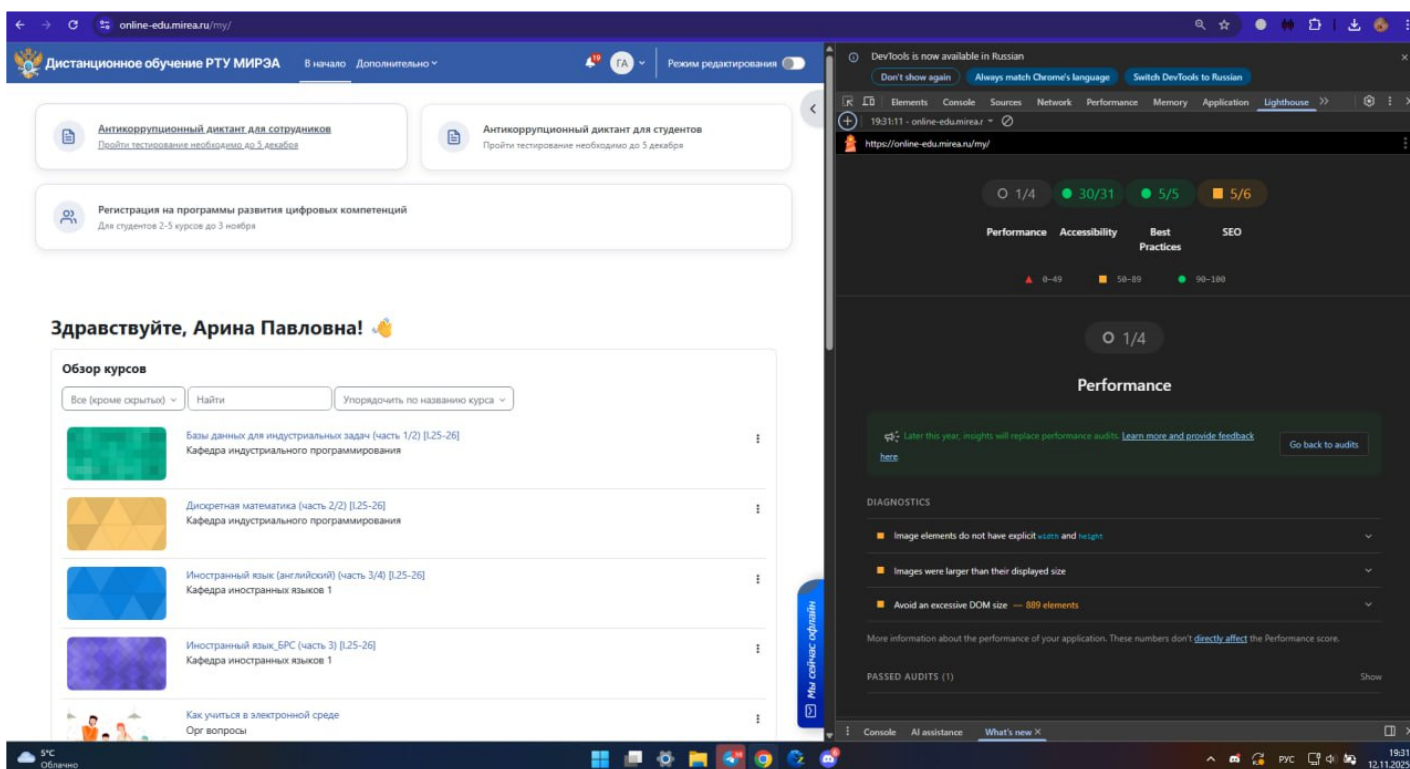 online-edu.mirea.ru/my/
Дистанционное обучение РТУ МИРЭА
В начало
Дополнительно
19
ГА
Режим редактирования
Антикоррупционный диктант для сотрудников
Пройти тестирование необходимо до 5 декабря
Антикоррупционный диктант для студентов
Пройти тестирование необходимо до 5 декабря
Регистрация на программы развития цифровых компетенций
Для студентов 2-5 курсов до 3 ноября
Здравствуйте, Арина Павловна!
Обзор курсов
Все (кроме скрытых)
Найти
Упорядочить по названию курса
Базы данных для индустриальных задач (часть 1/2) [I.25-26]
Кафедра индустриального программирования
Дискретная математика (часть 2/2) [I.25-26]
Кафедра индустриального программирования
Иностранный язык (английский) (часть 3/4) [I.25-26]
Кафедра иностранных языков 1
Иностранный язык_БРС (часть 3) [I.25-26]
Кафедра иностранных языков 1
Как учиться в электронной среде
Орг вопросы
Мы сейчас офлайн
DevTools is now available in Russian
Don't show again
Always match Chrome's language
Switch DevTools to Russian
Elements Console Sources Network Performance Memory Application Lighthouse
19:31:11 - online-edu.mirea.r
https://online-edu.mirea.ru/my/
1/4 30/31 5/5 5/6
Performance Accessibility Best Practices SEO
0–49 50–89 90–100
1/4
Performance
Later this year, insights will replace performance audits. Learn more and provide feedback
here.
Go back to audits
DIAGNOSTICS
Image elements do not have explicit width and height
Images were larger than their displayed size
Avoid an excessive DOM size — 889 elements
More information about the performance of your application. These numbers don't directly affect the Performance score.
PASSED AUDITS (1)
Show
Console AI assistance What's new
5°C
Облачно
РУС
19:31
12.11.2025